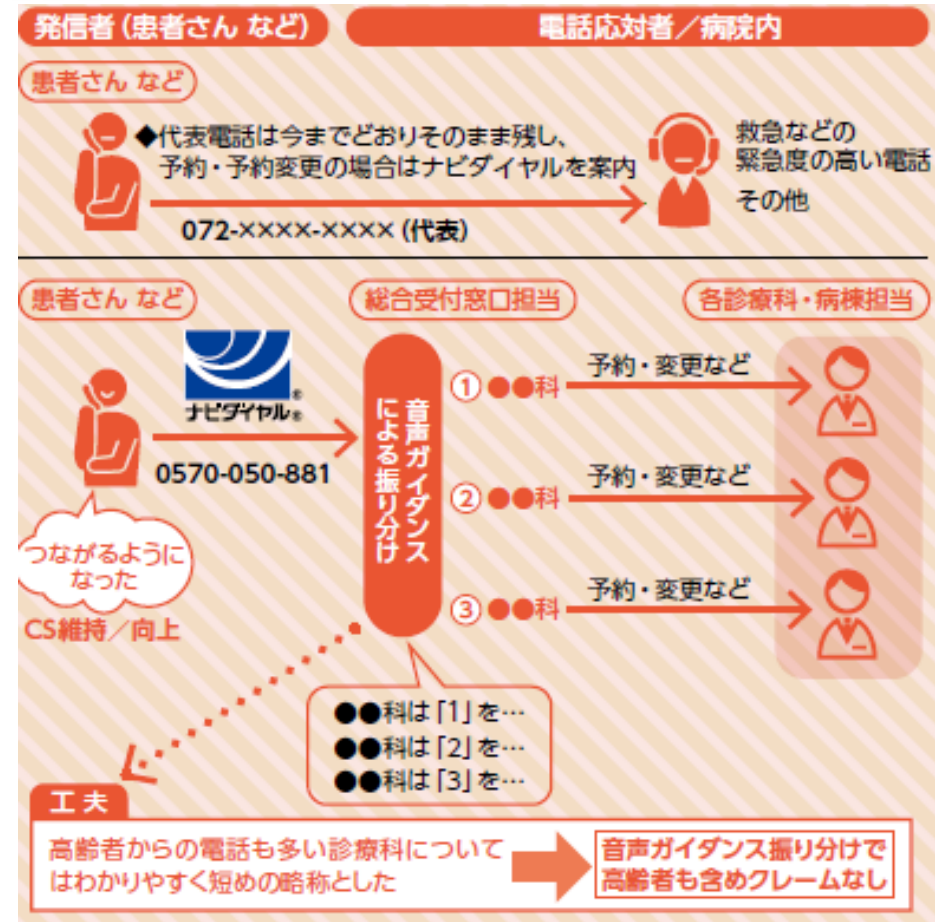 発信者（患者さん など）
電話応対者／病院内
患者さん など
◆代表電話は今までどおりそのまま残し、
予約・予約変更の場合はナビダイヤルを案内
072-××××-××××（代表）
救急などの
緊急度の高い電話
その他
患者さん など
総合受付窓口担当
各診療科・病棟担当
ナビダイヤル®
0570-050-881
つながるように
なった
CS維持／向上
音声ガイダンス
による振り分け
① ●●科
予約・変更など
② ●●科
予約・変更など
③ ●●科
予約・変更など
●●科は「1」を…
●●科は「2」を…
●●科は「3」を…
工夫
高齢者からの電話も多い診療科について
はわかりやすく短めの略称とした
音声ガイダンス振り分けで
高齢者も含めクレームなし